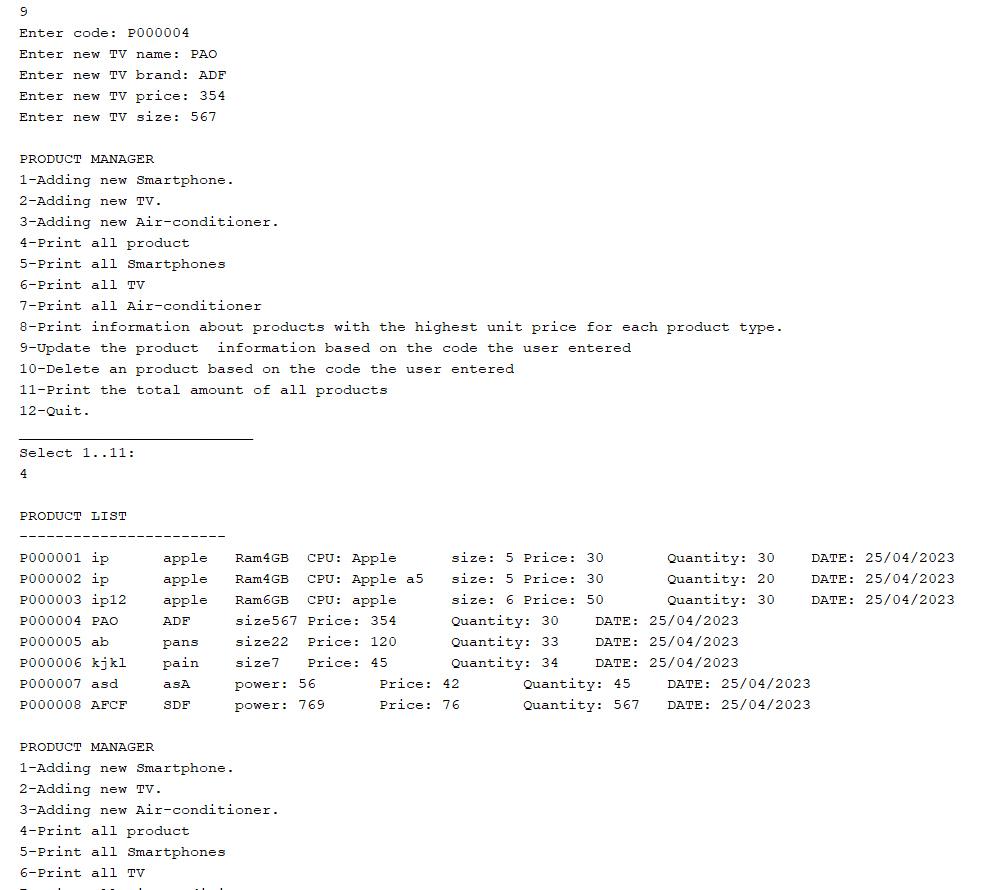 9
Enter code: P000004
Enter new TV name: PAO
Enter new TV brand: ADF
Enter new TV price: 354
Enter new TV size: 567
PRODUCT MANAGER
1-Adding new Smartphone.
2-Adding new TV.
3-Adding new Air-conditioner.
4-Print all product
5-Print all Smartphones
6-Print all TV
7-Print all Air-conditioner
8-Print information about products with the highest unit price for each product type.
9-Update the product  information based on the code the user entered
10-Delete an product based on the code the user entered
11-Print the total amount of all products
12-Quit.
__________________________
Select 1..11:
4
PRODUCT LIST
-----------------------
P000001 ip      apple   Ram4GB  CPU: Apple      size: 5 Price: 30       Quantity: 30    DATE: 25/04/2023
P000002 ip      apple   Ram4GB  CPU: Apple a5   size: 5 Price: 30       Quantity: 20    DATE: 25/04/2023
P000003 ip12    apple   Ram6GB  CPU: apple      size: 6 Price: 50       Quantity: 30    DATE: 25/04/2023
P000004 PAO     ADF     size567 Price: 354      Quantity: 30    DATE: 25/04/2023
P000005 ab      pans    size22  Price: 120      Quantity: 33    DATE: 25/04/2023
P000006 kjkl    pain    size7   Price: 45       Quantity: 34    DATE: 25/04/2023
P000007 asd     asA     power: 56       Price: 42       Quantity: 45    DATE: 25/04/2023
P000008 AFCF    SDF     power: 769      Price: 76       Quantity: 567   DATE: 25/04/2023
PRODUCT MANAGER
1-Adding new Smartphone.
2-Adding new TV.
3-Adding new Air-conditioner.
4-Print all product
5-Print all Smartphones
6-Print all TV